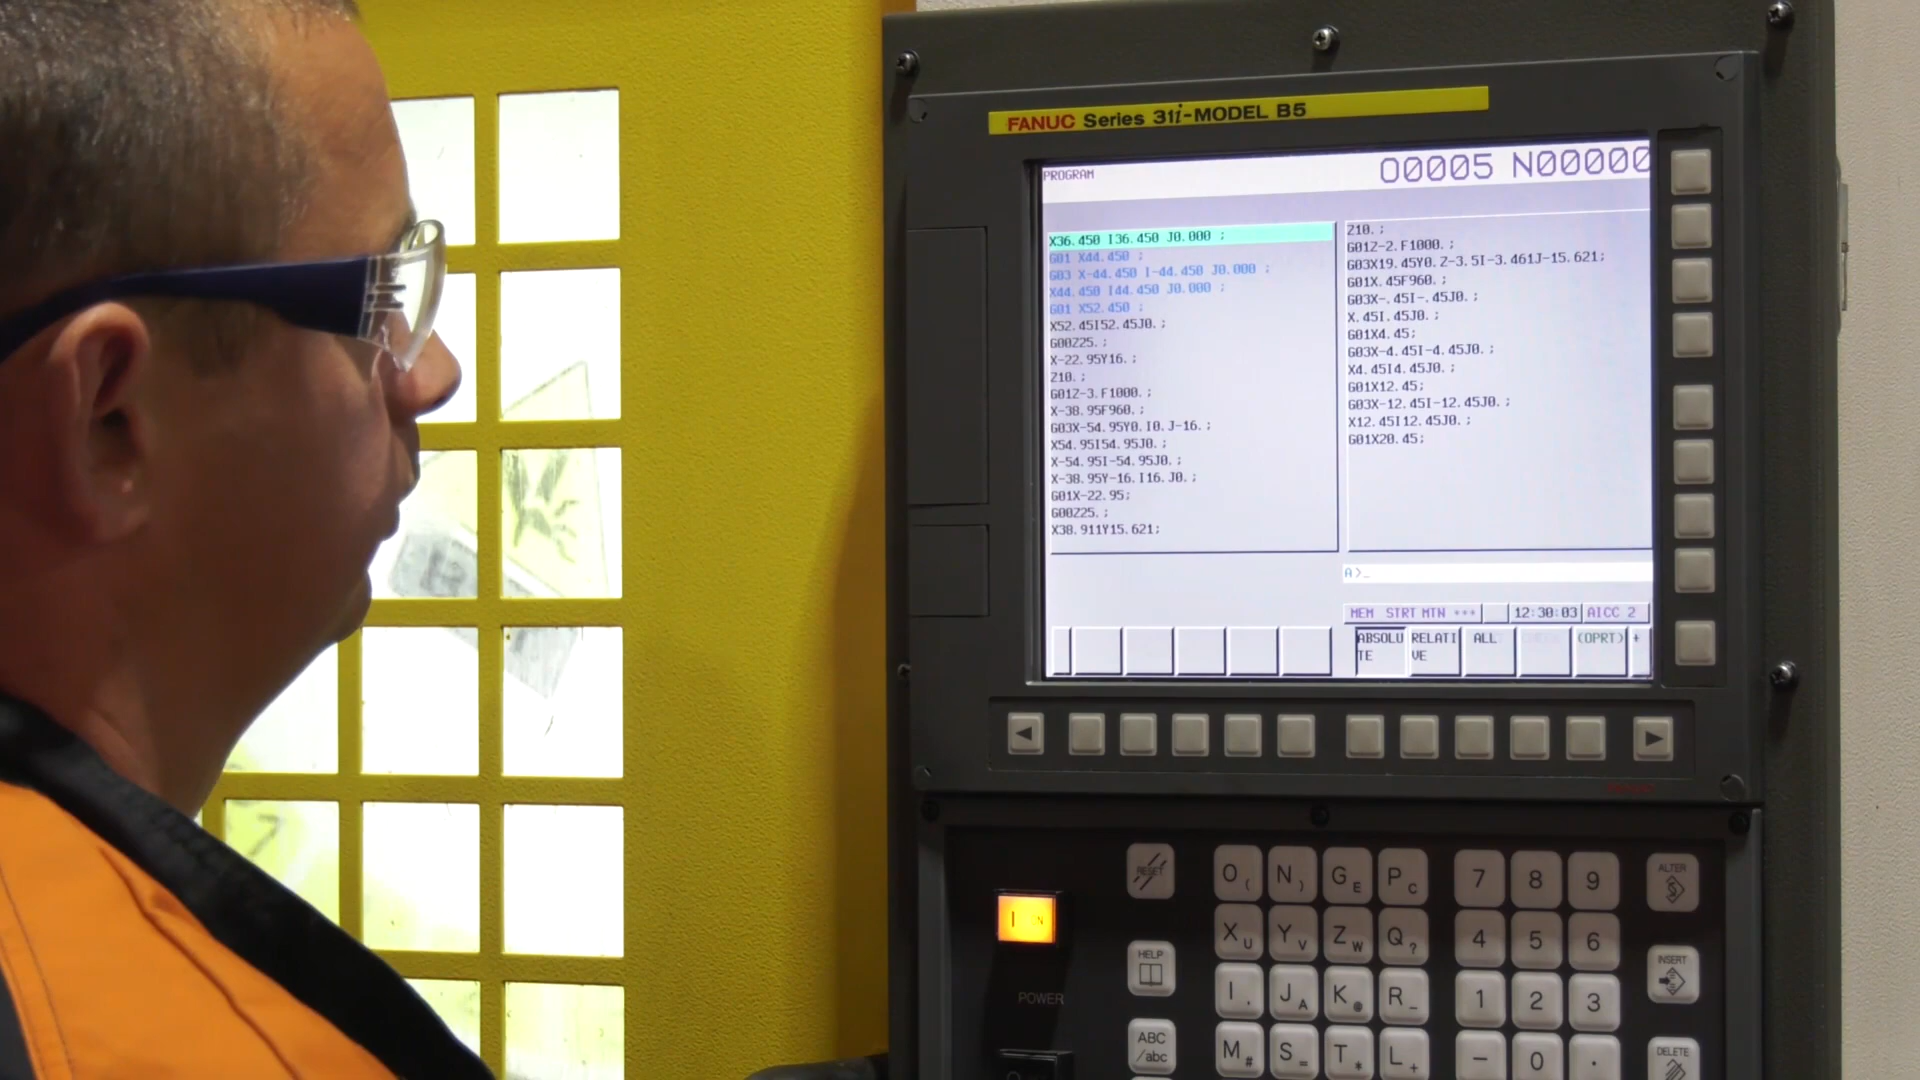 FANUC Series 31i-MODEL B5
PROGRAM
O0005 N00000
X36.450 I36.450 J0.000 ;
G01 X44.450 ;
G03 X-44.450 I-44.450 J0.000 ;
X44.450 I44.450 J0.000 ;
G01 X52.450 ;
X52.45I52.45J0. ;
G00Z25. ;
X-22.95Y16. ;
Z10. ;
G01Z-3.F1000. ;
X-38.95F960. ;
G03X-54.95Y0.I0.J-16. ;
X54.95I54.95J0. ;
X-54.95I-54.95J0. ;
X-38.95Y-16.I16.J0. ;
G01X-22.95;
G00Z25. ;
X38.911Y15.621;
Z10. ;
G01Z-2.F1000. ;
G03X19.45Y0.Z-3.5I-3.461J-15.621;
G01X.45F960. ;
G03X-.45I-.45J0. ;
X.45I.45J0. ;
G01X4.45;
G03X-4.45I-4.45J0. ;
X4.45I4.45J0. ;
G01X12.45;
G03X-12.45I-12.45J0. ;
X12.45I12.45J0. ;
G01X20.45;
A>_
MEM STRT MTN *** 12:30:03 AICC 2
ABSOLU
TE
RELATI
VE
ALL
(OPRT)
+
RESET
O ( N ) G E P C 7 8 9
ALTER
X U Y V Z W Q ? 4 5 6
HELP
INSERT
I , J A K R _ 1 2 3
POWER
ABC
/abc
M # S = T * L + - 0 .
DELETE